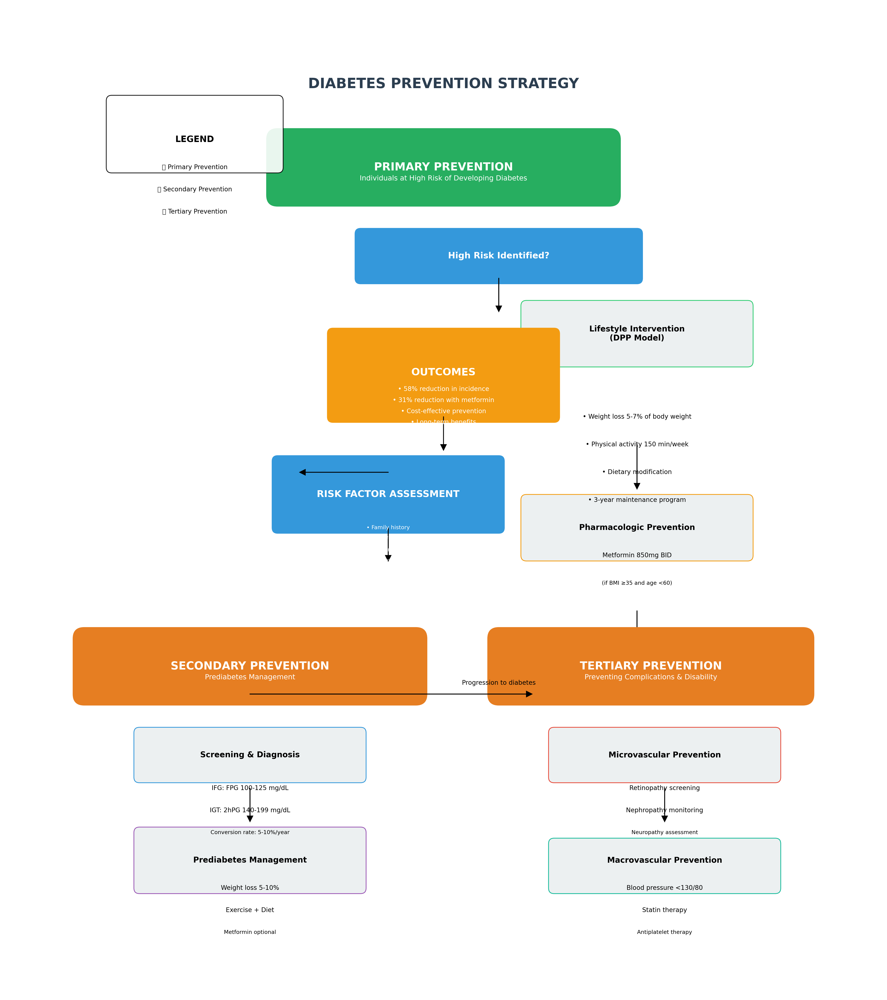 DIABETES PREVENTION STRATEGY
LEGEND
Primary Prevention
Secondary Prevention
Tertiary Prevention
PRIMARY PREVENTION
Individuals at High Risk of Developing Diabetes
High Risk Identified?
Lifestyle Intervention
(DPP Model)
• Weight loss 5-7% of body weight
• Physical activity 150 min/week
• Dietary modification
• 3-year maintenance program
OUTCOMES
• 58% reduction in incidence
• 31% reduction with metformin
• Cost-effective prevention
• Long-term benefits
RISK FACTOR ASSESSMENT
• Family history
Pharmacologic Prevention
Metformin 850mg BID
(if BMI ≥35 and age <60)
SECONDARY PREVENTION
Prediabetes Management
Progression to diabetes
TERTIARY PREVENTION
Preventing Complications & Disability
Screening & Diagnosis
IFG: FPG 100-125 mg/dL
IGT: 2hPG 140-199 mg/dL
Conversion rate: 5-10%/year
Prediabetes Management
Weight loss 5-10%
Exercise + Diet
Metformin optional
Microvascular Prevention
Retinopathy screening
Nephropathy monitoring
Neuropathy assessment
Macrovascular Prevention
Blood pressure <130/80
Statin therapy
Antiplatelet therapy